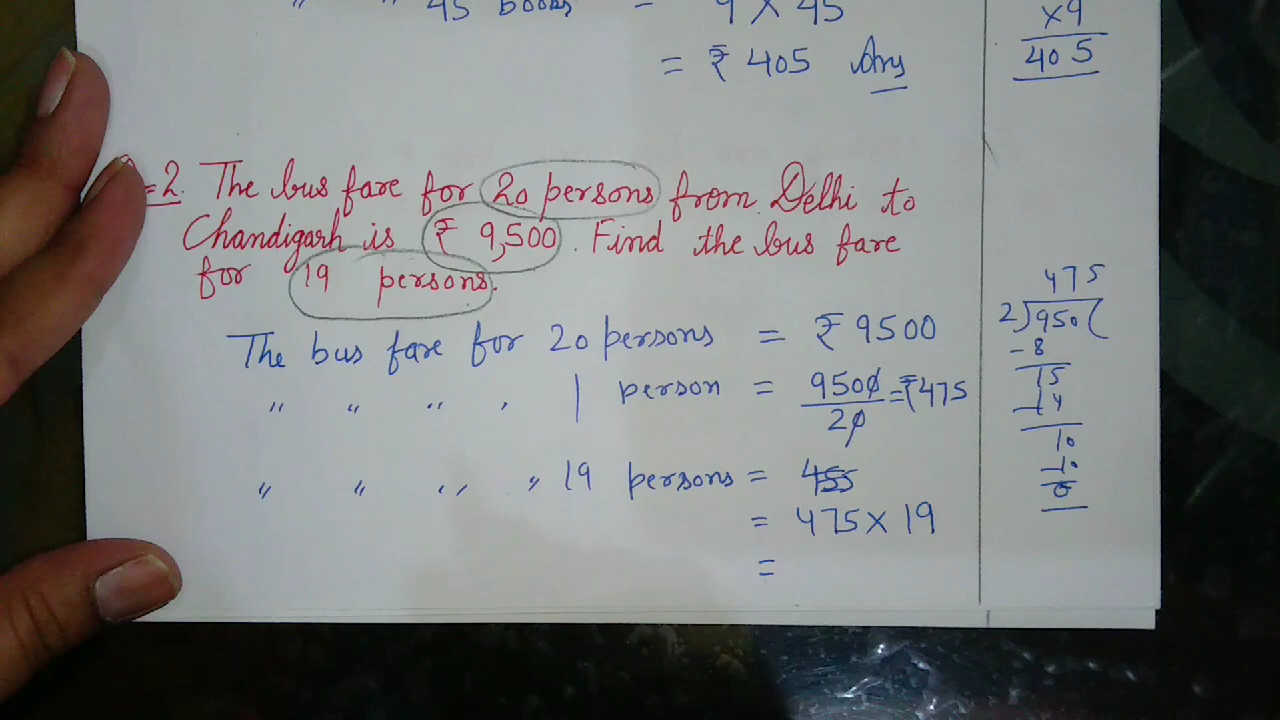 " " 45 books = 9 X 45
= ₹ 405 Ans
x9
405
=2. The bus fare for 20 persons from Delhi to
Chandigarh is ₹ 9,500. Find the bus fare
for 19 persons.
The bus fare for 20 persons = ₹ 9500
" " " " 1 person = 9500/20 = ₹475
" " " " 19 persons = 455
= 475 X 19
=
475
2)950(
-8
15
-14
10
-10
0